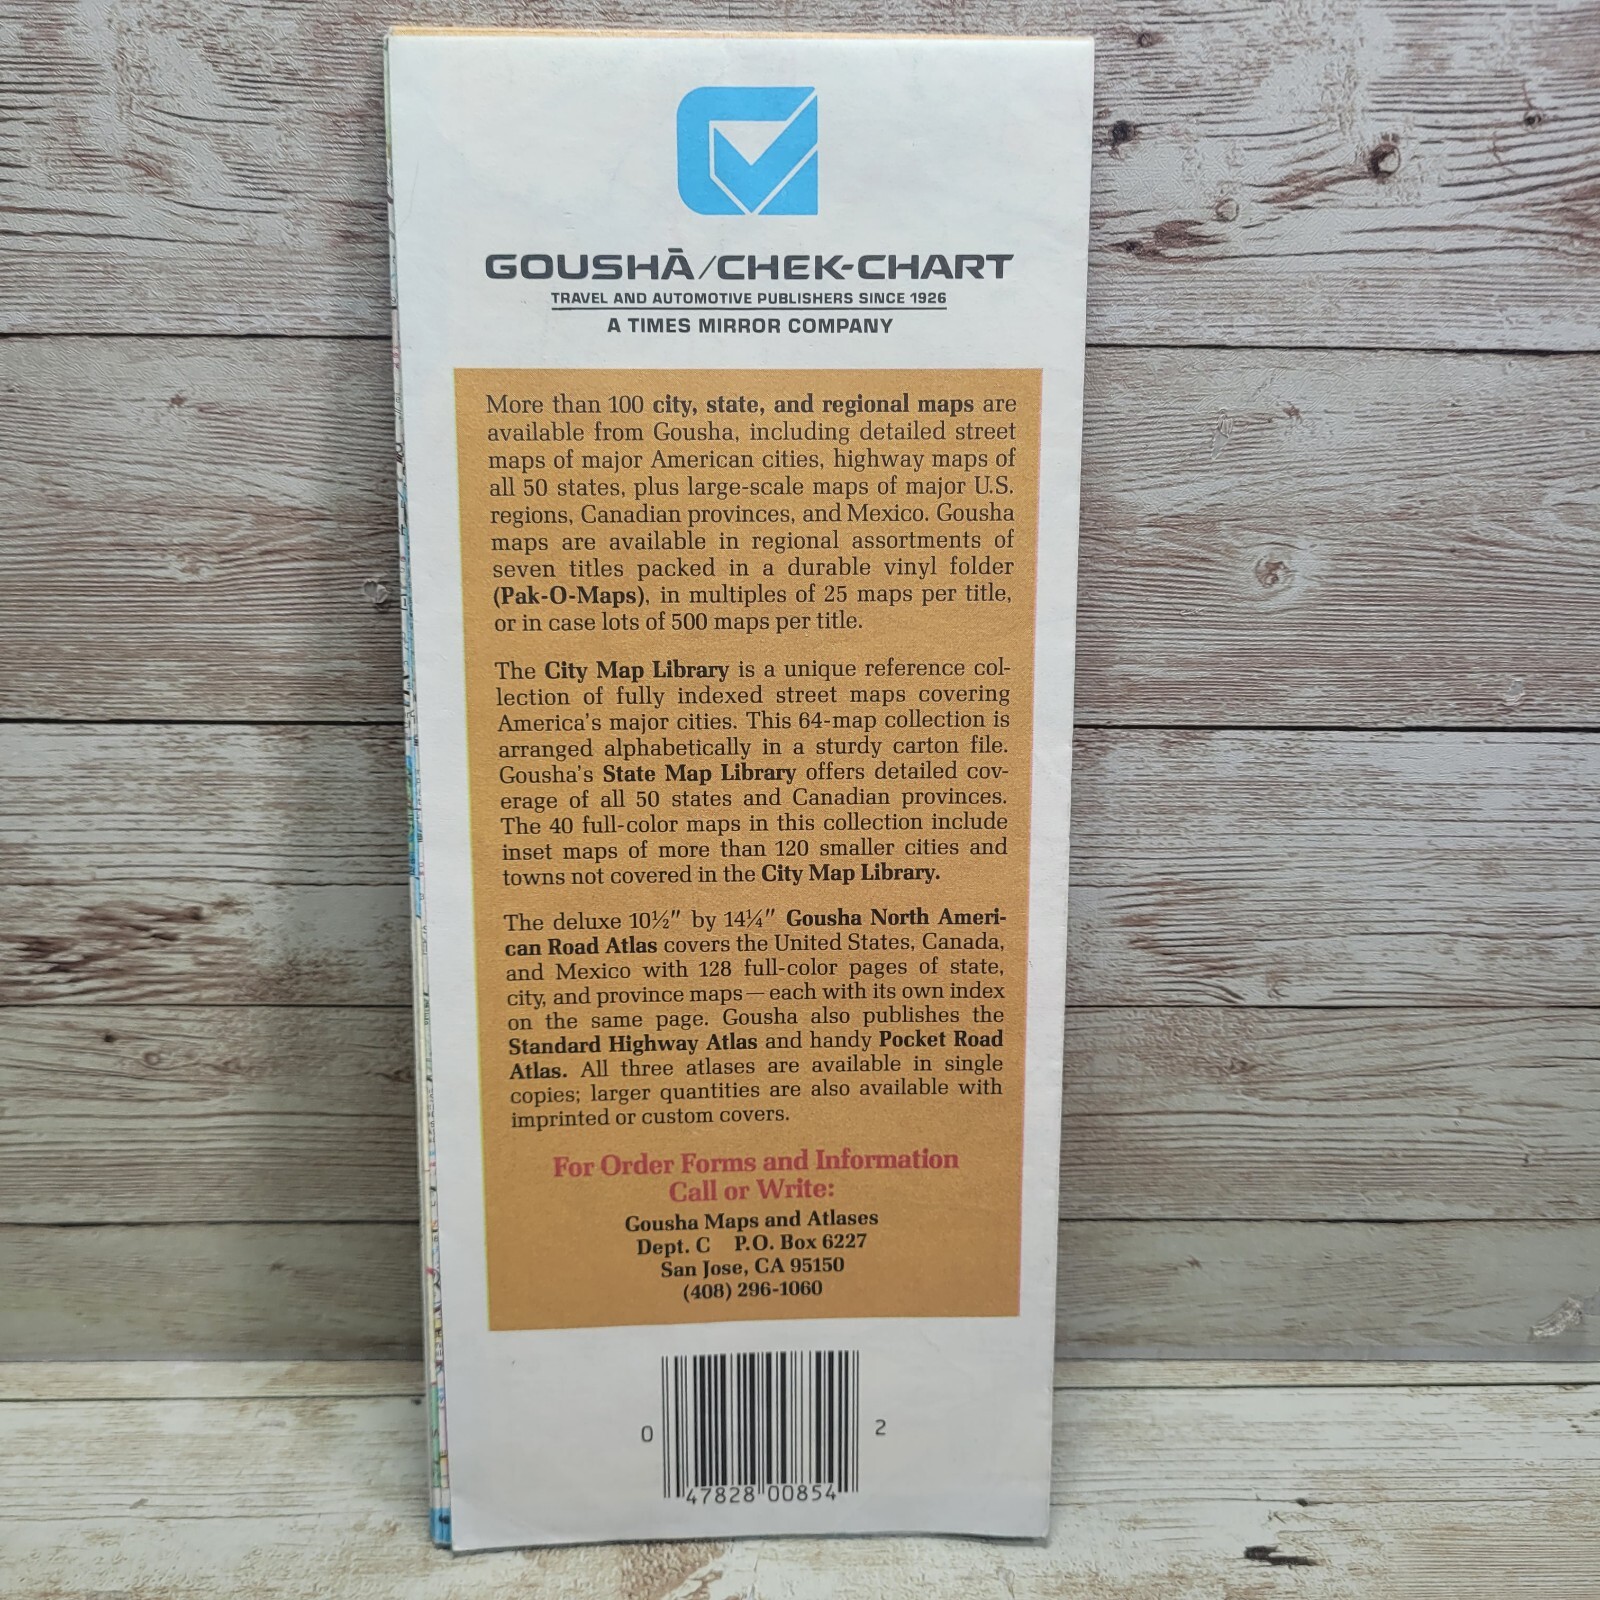 GOUSHĀ/CHEK-CHART
TRAVEL AND AUTOMOTIVE PUBLISHERS SINCE 1926
A TIMES MIRROR COMPANY
More than 100 city, state, and regional maps are
available from Gousha, including detailed street
maps of major American cities, highway maps of
all 50 states, plus large-scale maps of major U.S.
regions, Canadian provinces, and Mexico. Gousha
maps are available in regional assortments of
seven titles packed in a durable vinyl folder
(Pak-O-Maps), in multiples of 25 maps per title,
or in case lots of 500 maps per title.
The City Map Library is a unique reference col-
lection of fully indexed street maps covering
America's major cities. This 64-map collection is
arranged alphabetically in a sturdy carton file.
Gousha's State Map Library offers detailed cov-
erage of all 50 states and Canadian provinces.
The 40 full-color maps in this collection include
inset maps of more than 120 smaller cities and
towns not covered in the City Map Library.
The deluxe 10½″ by 14¼″ Gousha North Ameri-
can Road Atlas covers the United States, Canada,
and Mexico with 128 full-color pages of state,
city, and province maps—each with its own index
on the same page. Gousha also publishes the
Standard Highway Atlas and handy Pocket Road
Atlas. All three atlases are available in single
copies; larger quantities are also available with
imprinted or custom covers.
For Order Forms and Information
Call or Write:
Gousha Maps and Atlases
Dept. C P.O. Box 6227
San Jose, CA 95150
(408) 296-1060
0 47828 00854 2